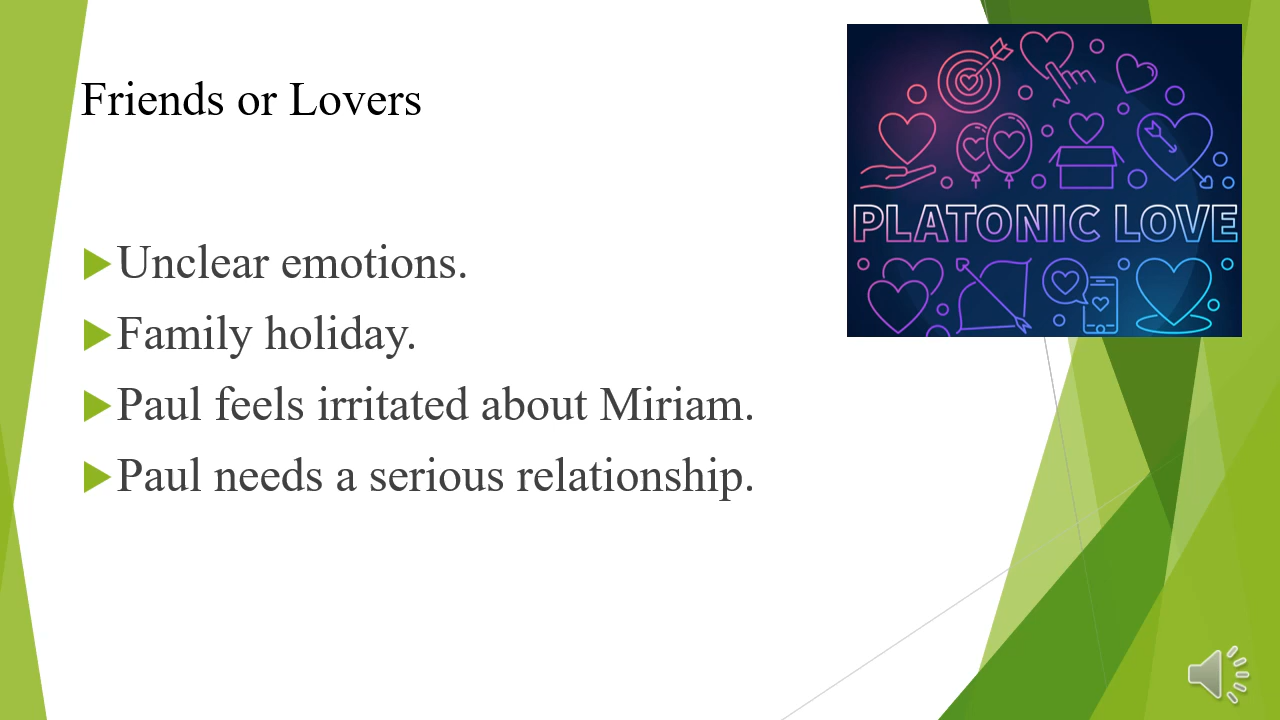 Friends or Lovers
PLATONIC LOVE
Unclear emotions.
Family holiday.
Paul feels irritated about Miriam.
Paul needs a serious relationship.